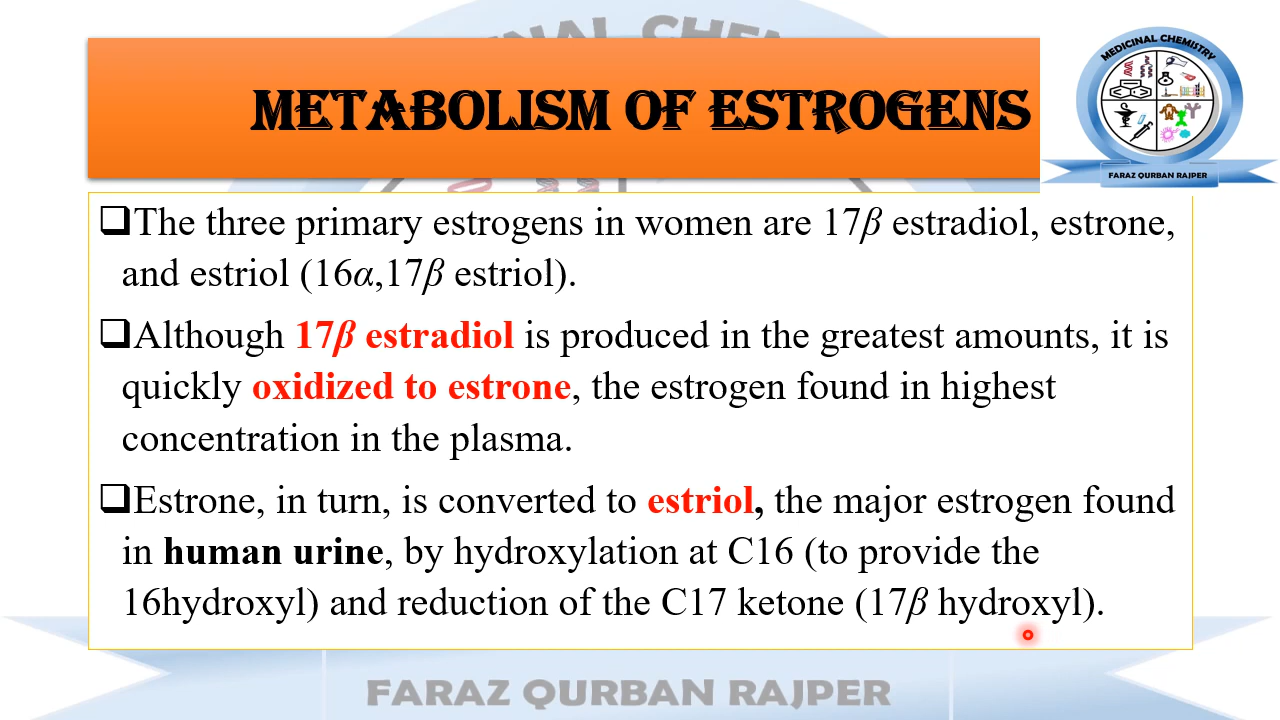 METABOLISM OF ESTROGENS
MEDICINAL CHEMISTRY
FARAZ QURBAN RAJPER
❑The three primary estrogens in women are 17β estradiol, estrone,
and estriol (16α,17β estriol).
❑Although 17β estradiol is produced in the greatest amounts, it is
quickly oxidized to estrone, the estrogen found in highest
concentration in the plasma.
❑Estrone, in turn, is converted to estriol, the major estrogen found
in human urine, by hydroxylation at C16 (to provide the
16hydroxyl) and reduction of the C17 ketone (17β hydroxyl).
FARAZ QURBAN RAJPER